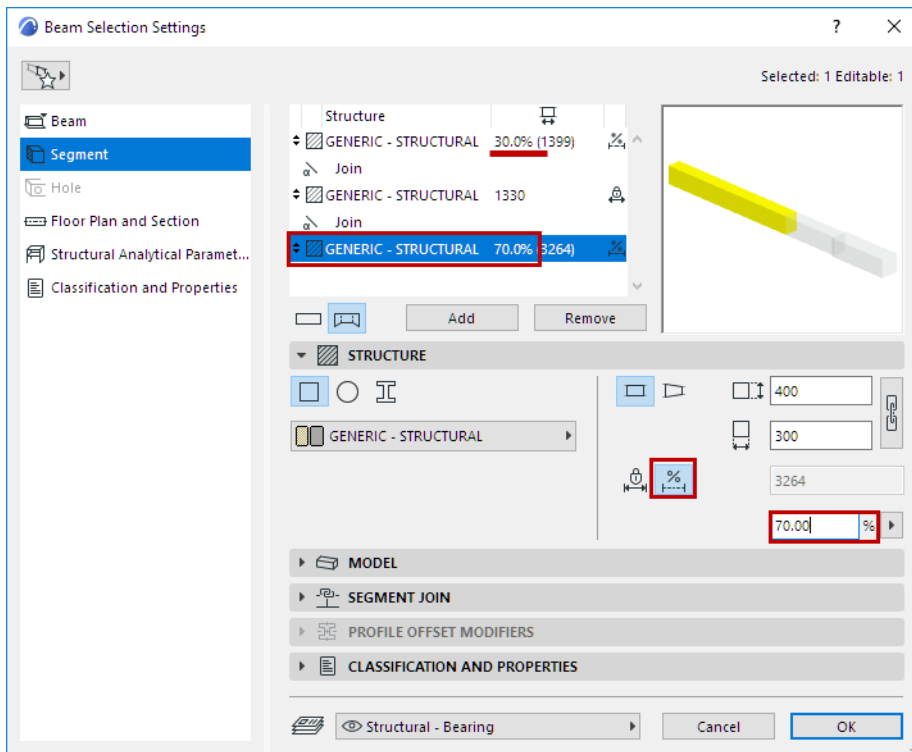 Beam Selection Settings
?
Selected: 1 Editable: 1
Beam
Segment
Hole
Floor Plan and Section
Structural Analytical Paramet...
Classification and Properties
Structure
GENERIC - STRUCTURAL 30.0% (1399)
Join
GENERIC - STRUCTURAL 1330
Join
GENERIC - STRUCTURAL 70.0% (3264)
Add
Remove
STRUCTURE
400
GENERIC - STRUCTURAL
300
%
3264
70.00 %
MODEL
SEGMENT JOIN
PROFILE OFFSET MODIFIERS
CLASSIFICATION AND PROPERTIES
Structural - Bearing
Cancel
OK